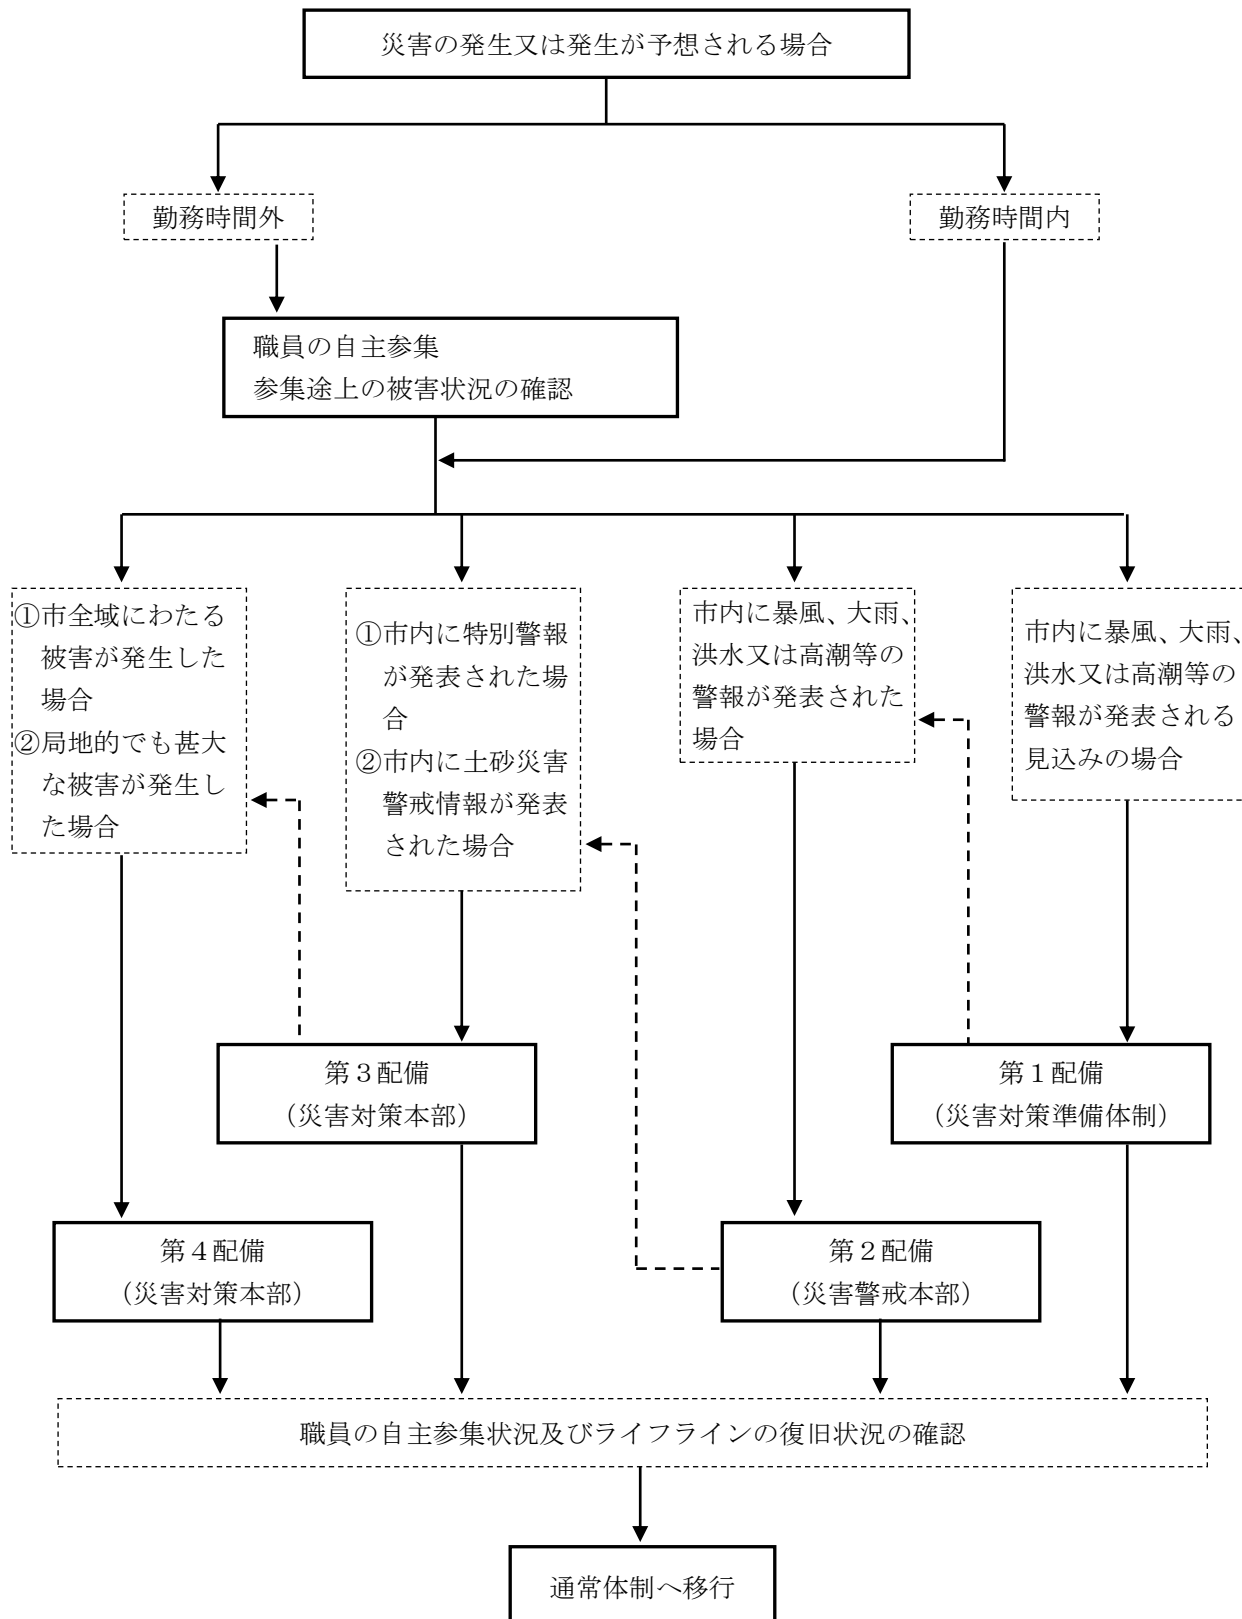 災害の発生又は発生が予想される場合
勤務時間外
勤務時間内
職員の自主参集
参集途上の被害状況の確認
①市全域にわたる
被害が発生した
場合
②局地的でも甚大
な被害が発生し
た場合
①市内に特別警報
が発表された場
合
②市内に土砂災害
警戒情報が発表
された場合
市内に暴風、大雨、
洪水又は高潮等の
警報が発表された
場合
市内に暴風、大雨、
洪水又は高潮等の
警報が発表される
見込みの場合
第３配備
（災害対策本部）
第１配備
（災害対策準備体制）
第４配備
（災害対策本部）
第２配備
（災害警戒本部）
職員の自主参集状況及びライフラインの復旧状況の確認
通常体制へ移行